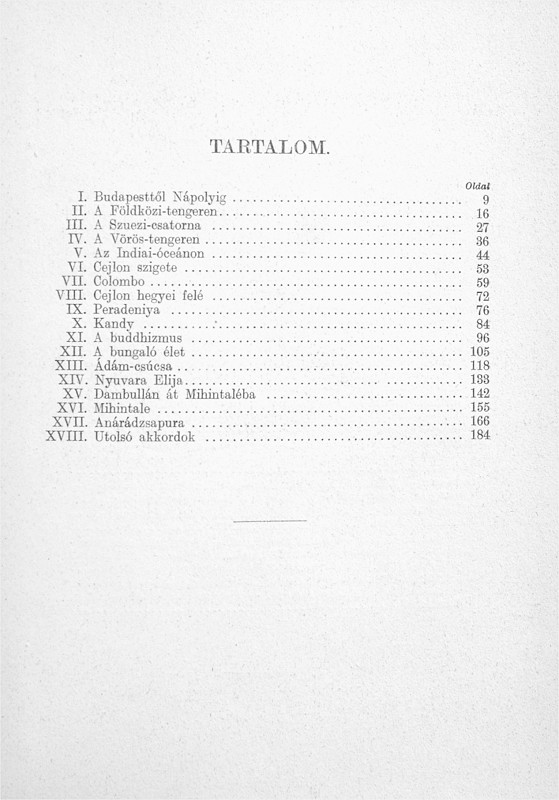 TARTALOM.
Oldal
I. Budapesttől Nápolyig 9
II. A Földközi-tengeren 16
III. A Szuezi-csatorna 27
IV. A Vörös-tengeren 36
V. Az Indiai-óceánon 44
VI. Cejlon szigete 53
VII. Colombo 59
VIII. Cejlon hegyei felé 72
IX. Peradeniya 76
X. Kandy 84
XI. A buddhizmus 96
XII. A bungaló élet 105
XIII. Ádám-csúcsa 118
XIV. Nyuvara Elija 133
XV. Dambullán át Mihintaléba 142
XVI. Mihintale 155
XVII. Anárádzsapura 166
XVIII. Utolsó akkordok 184